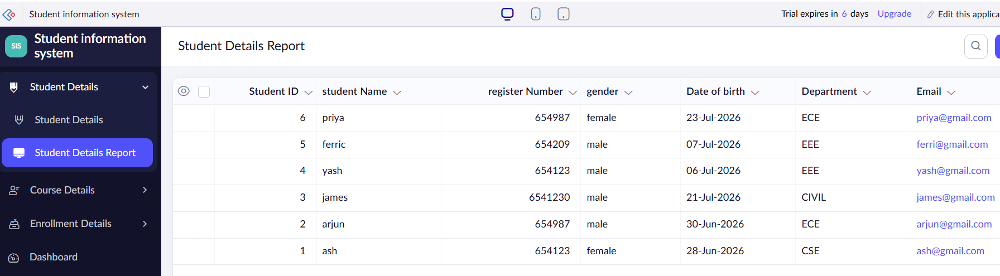 Student information system
Trial expires in 6 days Upgrade Edit this applica
SIS Student information system
Student Details
Student Details
Student Details Report
Course Details
Enrollment Details
Dashboard
Student Details Report
Student ID student Name register Number gender Date of birth Department Email
6 priya 654987 female 23-Jul-2026 ECE priya@gmail.com
5 ferric 654209 male 07-Jul-2026 EEE ferri@gmail.com
4 yash 654123 male 06-Jul-2026 EEE yash@gmail.com
3 james 6541230 male 21-Jul-2026 CIVIL james@gmail.com
2 arjun 654987 male 30-Jun-2026 ECE arjun@gmail.com
1 ash 654123 female 28-Jun-2026 CSE ash@gmail.com